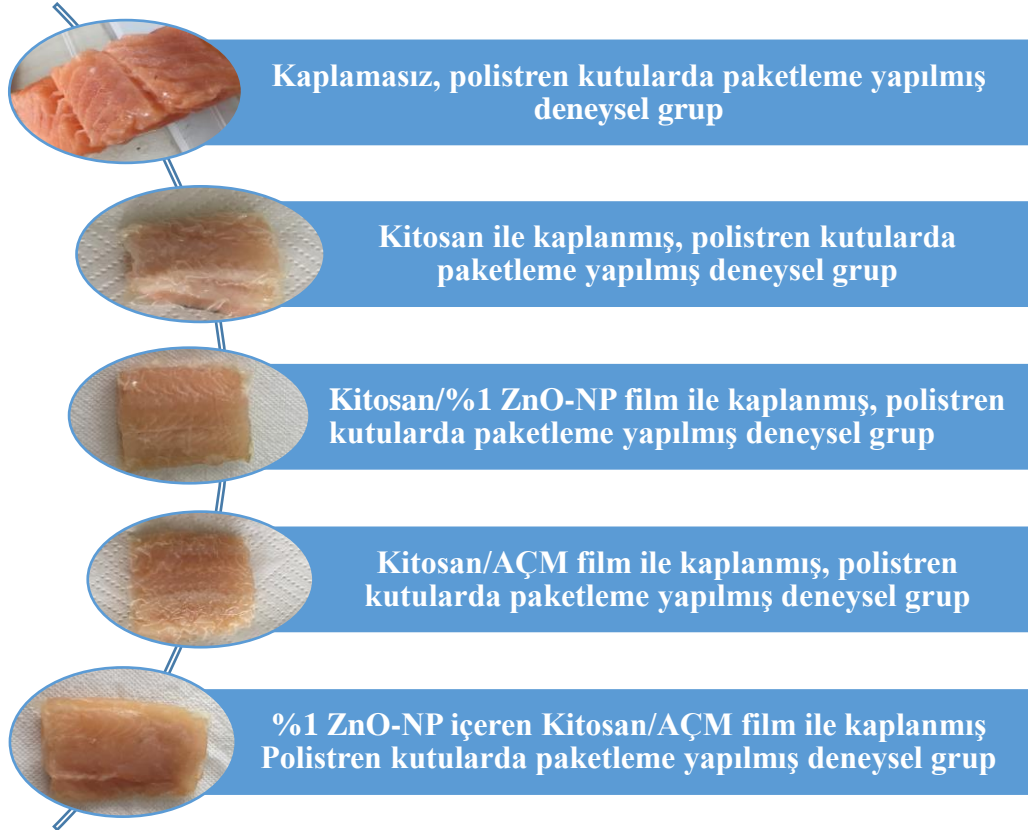 Kaplamasız, polistren kutularda paketleme yapılmış
deneysel grup
Kitosan ile kaplanmış, polistren kutularda
paketleme yapılmış deneysel grup
Kitosan/%1 ZnO-NP film ile kaplanmış, polistren
kutularda paketleme yapılmış deneysel grup
Kitosan/AÇM film ile kaplanmış, polistren
kutularda paketleme yapılmış deneysel grup
%1 ZnO-NP içeren Kitosan/AÇM film ile kaplanmış
Polistren kutularda paketleme yapılmış deneysel grup